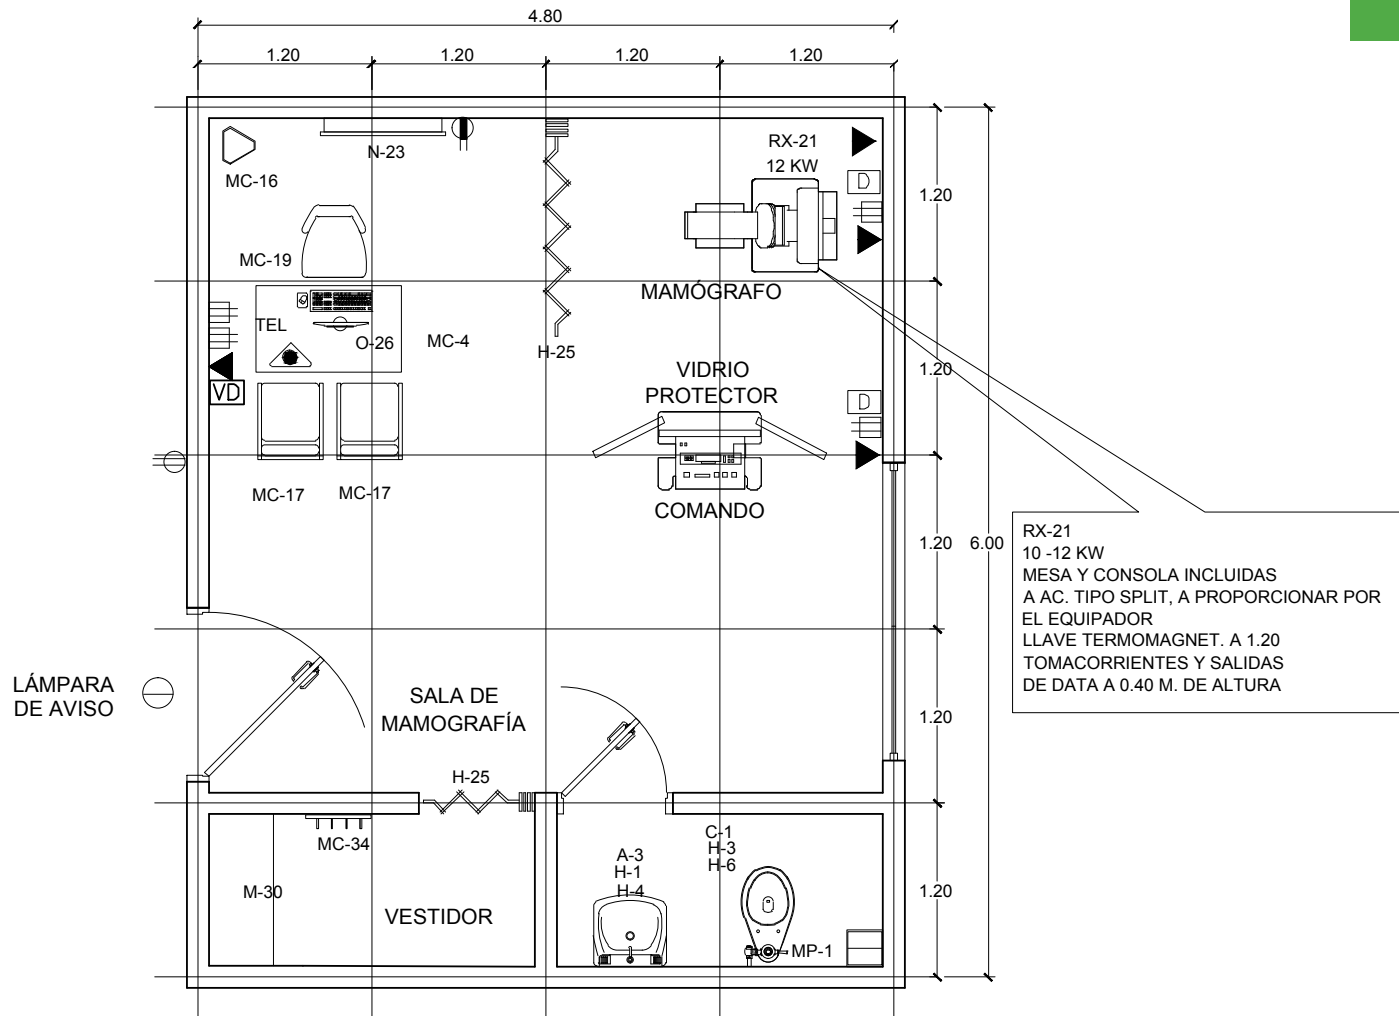 4.80
1.20
1.20
1.20
1.20
RX-21
12 KW
D
N-23
MC-16
1.20
MC-19
MAMÓGRAFO
TEL
O-26
MC-4
H-25
VD
VIDRIO
PROTECTOR
1.20
D
MC-17
MC-17
COMANDO
1.20
6.00
RX-21
10 -12 KW
MESA Y CONSOLA INCLUIDAS
A AC. TIPO SPLIT, A PROPORCIONAR POR
EL EQUIPADOR
LLAVE TERMOMAGNET. A 1.20
TOMACORRIENTES Y SALIDAS
DE DATA A 0.40 M. DE ALTURA
LÁMPARA
DE AVISO
SALA DE
MAMOGRAFÍA
1.20
H-25
MC-34
M-30
VESTIDOR
A-3
H-1
H-4
C-1
H-3
H-6
MP-1
1.20